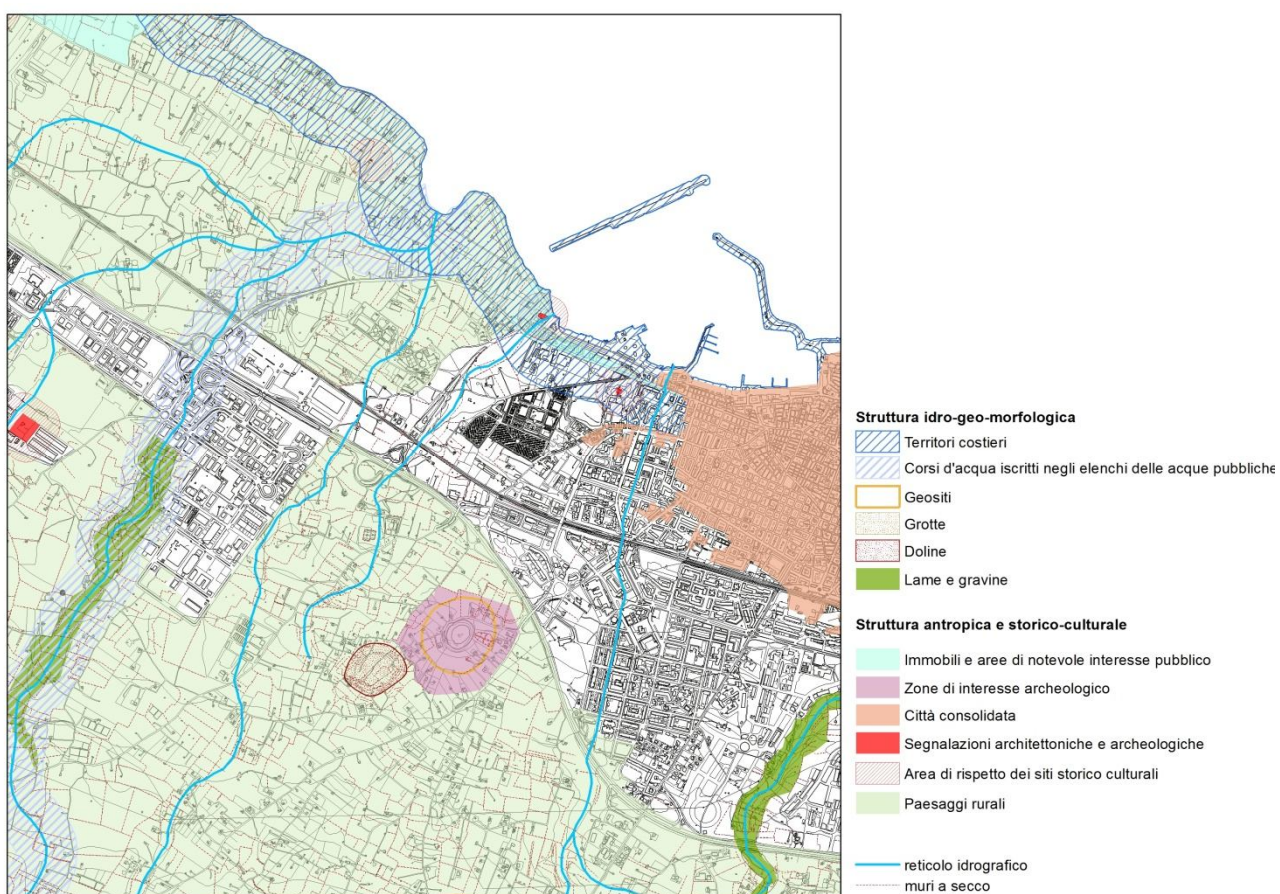 Struttura idro-geo-morfologica
Territori costieri
Corsi d'acqua iscritti negli elenchi delle acque pubbliche
Geositi
Grotte
Doline
Lame e gravine
Struttura antropica e storico-culturale
Immobili e aree di notevole interesse pubblico
Zone di interesse archeologico
Città consolidata
Segnalazioni architettoniche e archeologiche
Area di rispetto dei siti storico culturali
Paesaggi rurali
reticolo idrografico
muri a secco